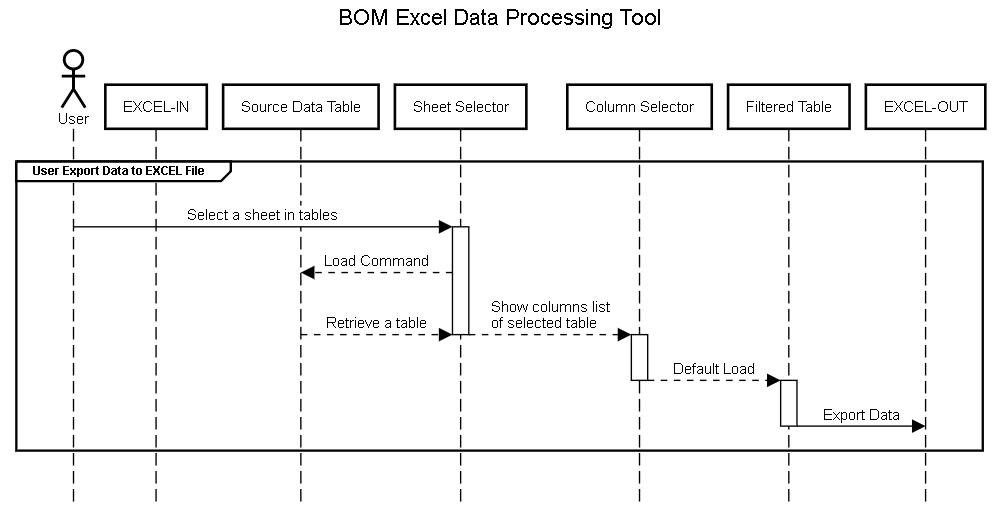 BOM Excel Data Processing Tool
User
EXCEL-IN
Source Data Table
Sheet Selector
Column Selector
Filtered Table
EXCEL-OUT
User Export Data to EXCEL File
Select a sheet in tables
Load Command
Retrieve a table
Show columns list
of selected table
Default Load
Export Data